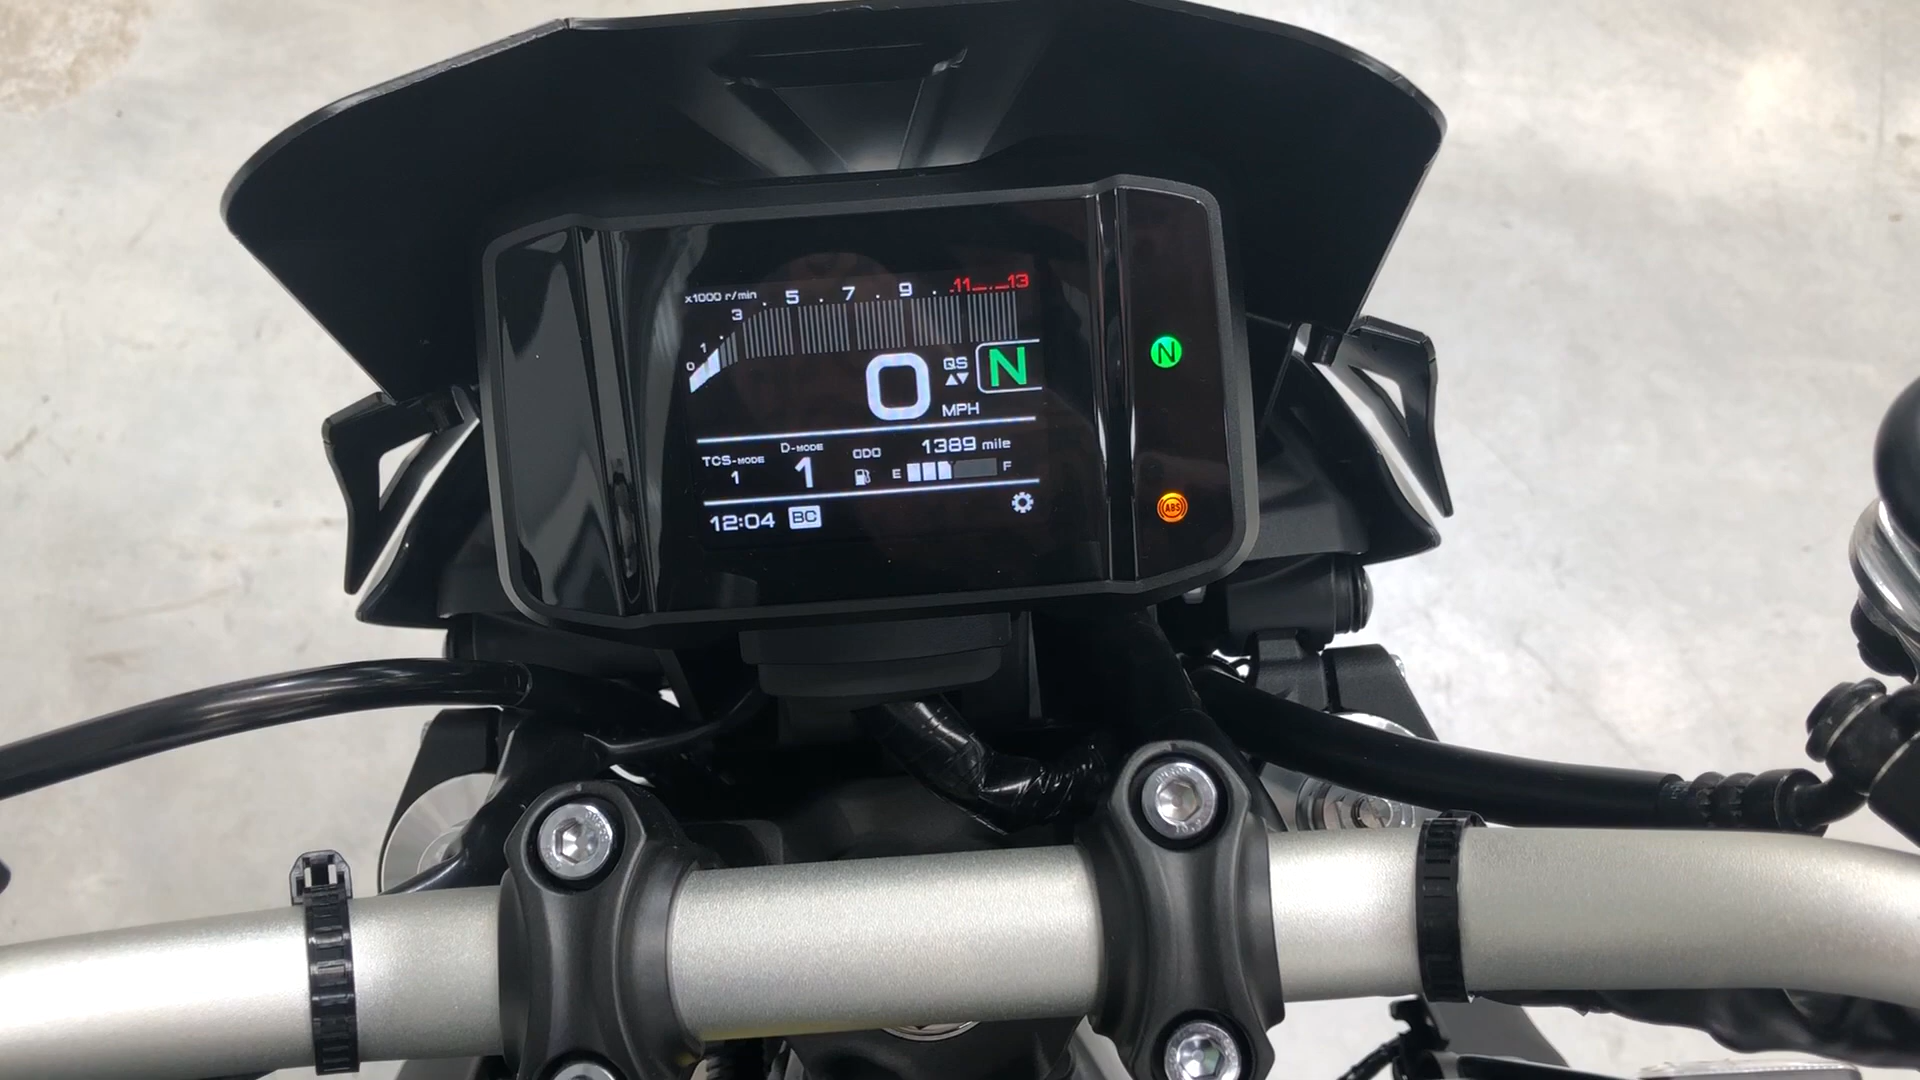 x1000 r/min
0 1 3 5 7 9 11 13
0 QS N
MPH
TCS-MODE D-MODE ODO 1389 mile
1 1 E F
12:04 BC
N
ABS